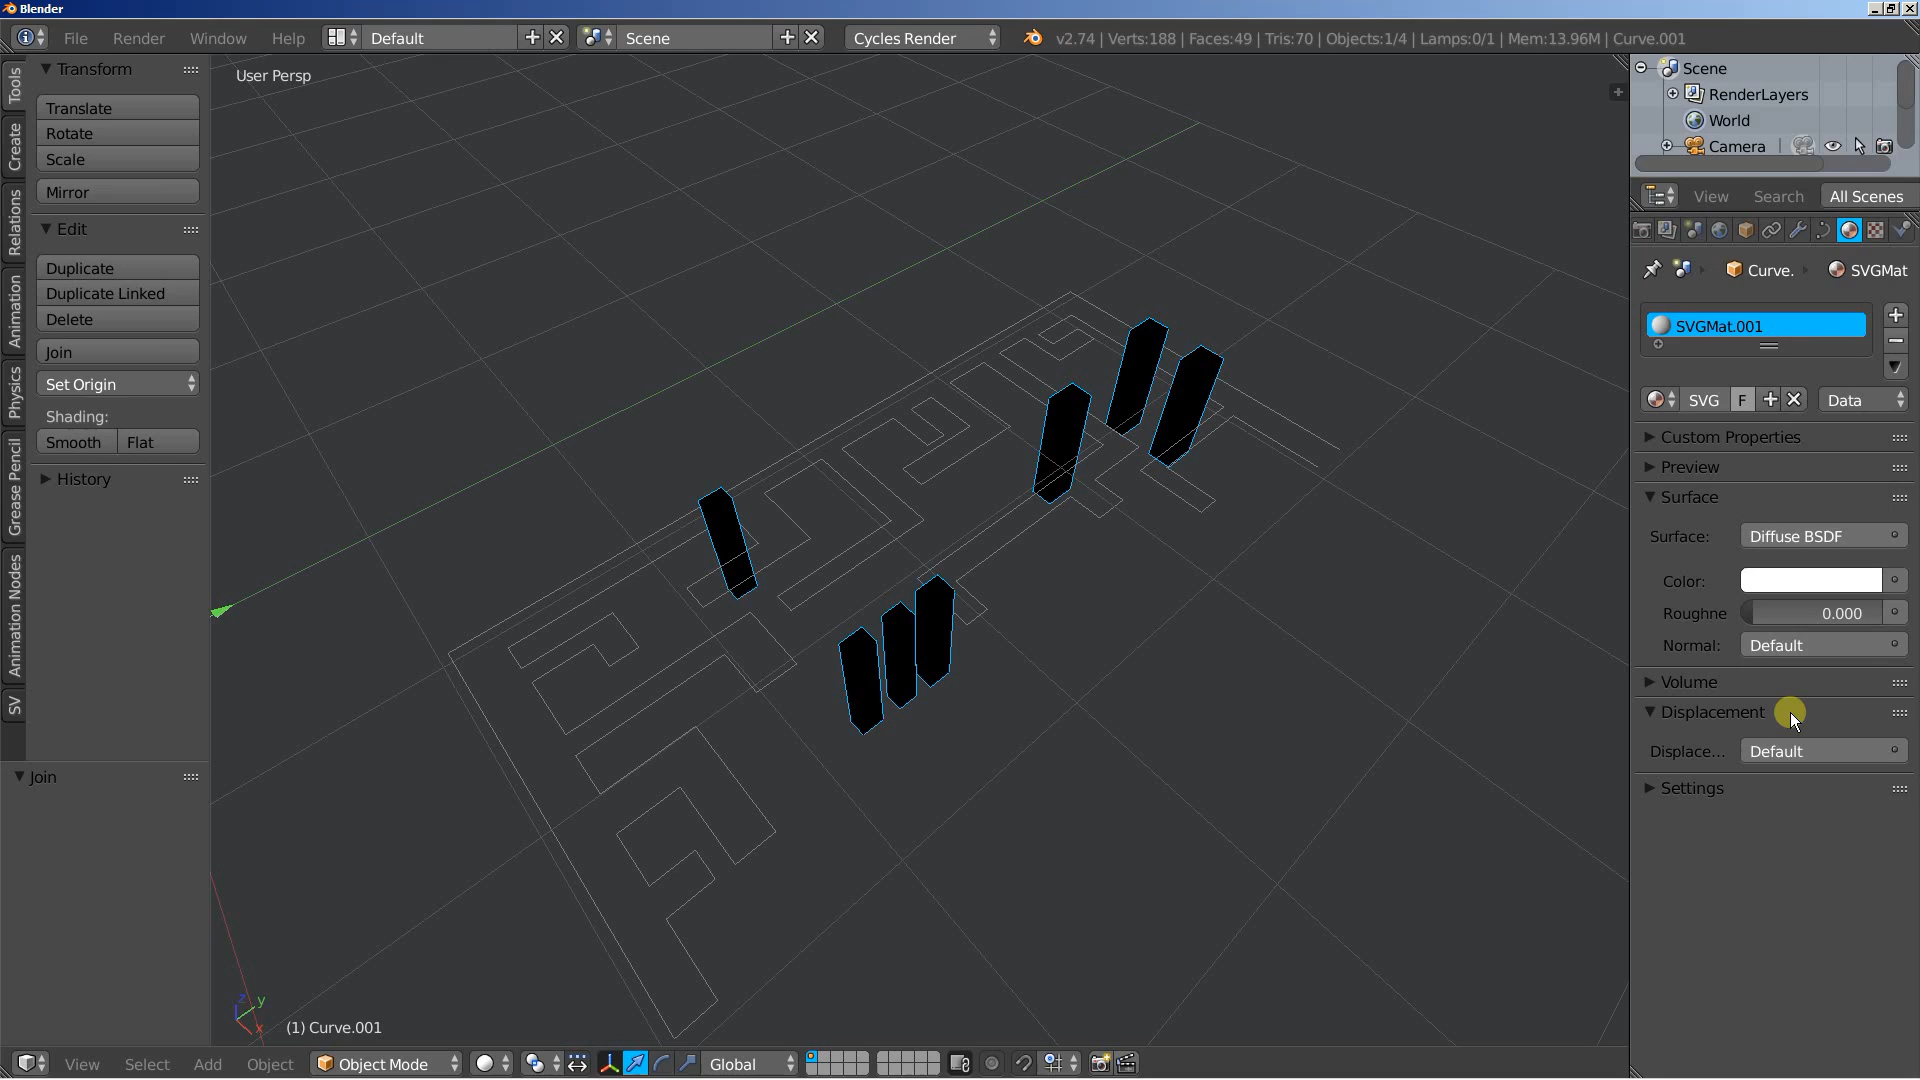 Blender
File Render Window Help Default Scene Cycles Render v2.74 | Verts:188 | Faces:49 | Tris:70 | Objects:1/4 | Lamps:0/1 | Mem:13.96M | Curve.001
Tools
Create
Relations
Animation
Physics
Grease Pencil
Animation Nodes
SV
Transform
Translate
Rotate
Scale
Mirror
Edit
Duplicate
Duplicate Linked
Delete
Join
Set Origin
Shading:
Smooth Flat
History
Join
User Persp
z y
x
(1) Curve.001
View Select Add Object Object Mode Global
Scene
RenderLayers
World
Camera
View Search All Scenes
Curve. SVGMat
SVGMat.001
SVG F Data
Custom Properties
Preview
Surface
Surface: Diffuse BSDF
Color:
Roughne 0.000
Normal: Default
Volume
Displacement
Displace... Default
Settings